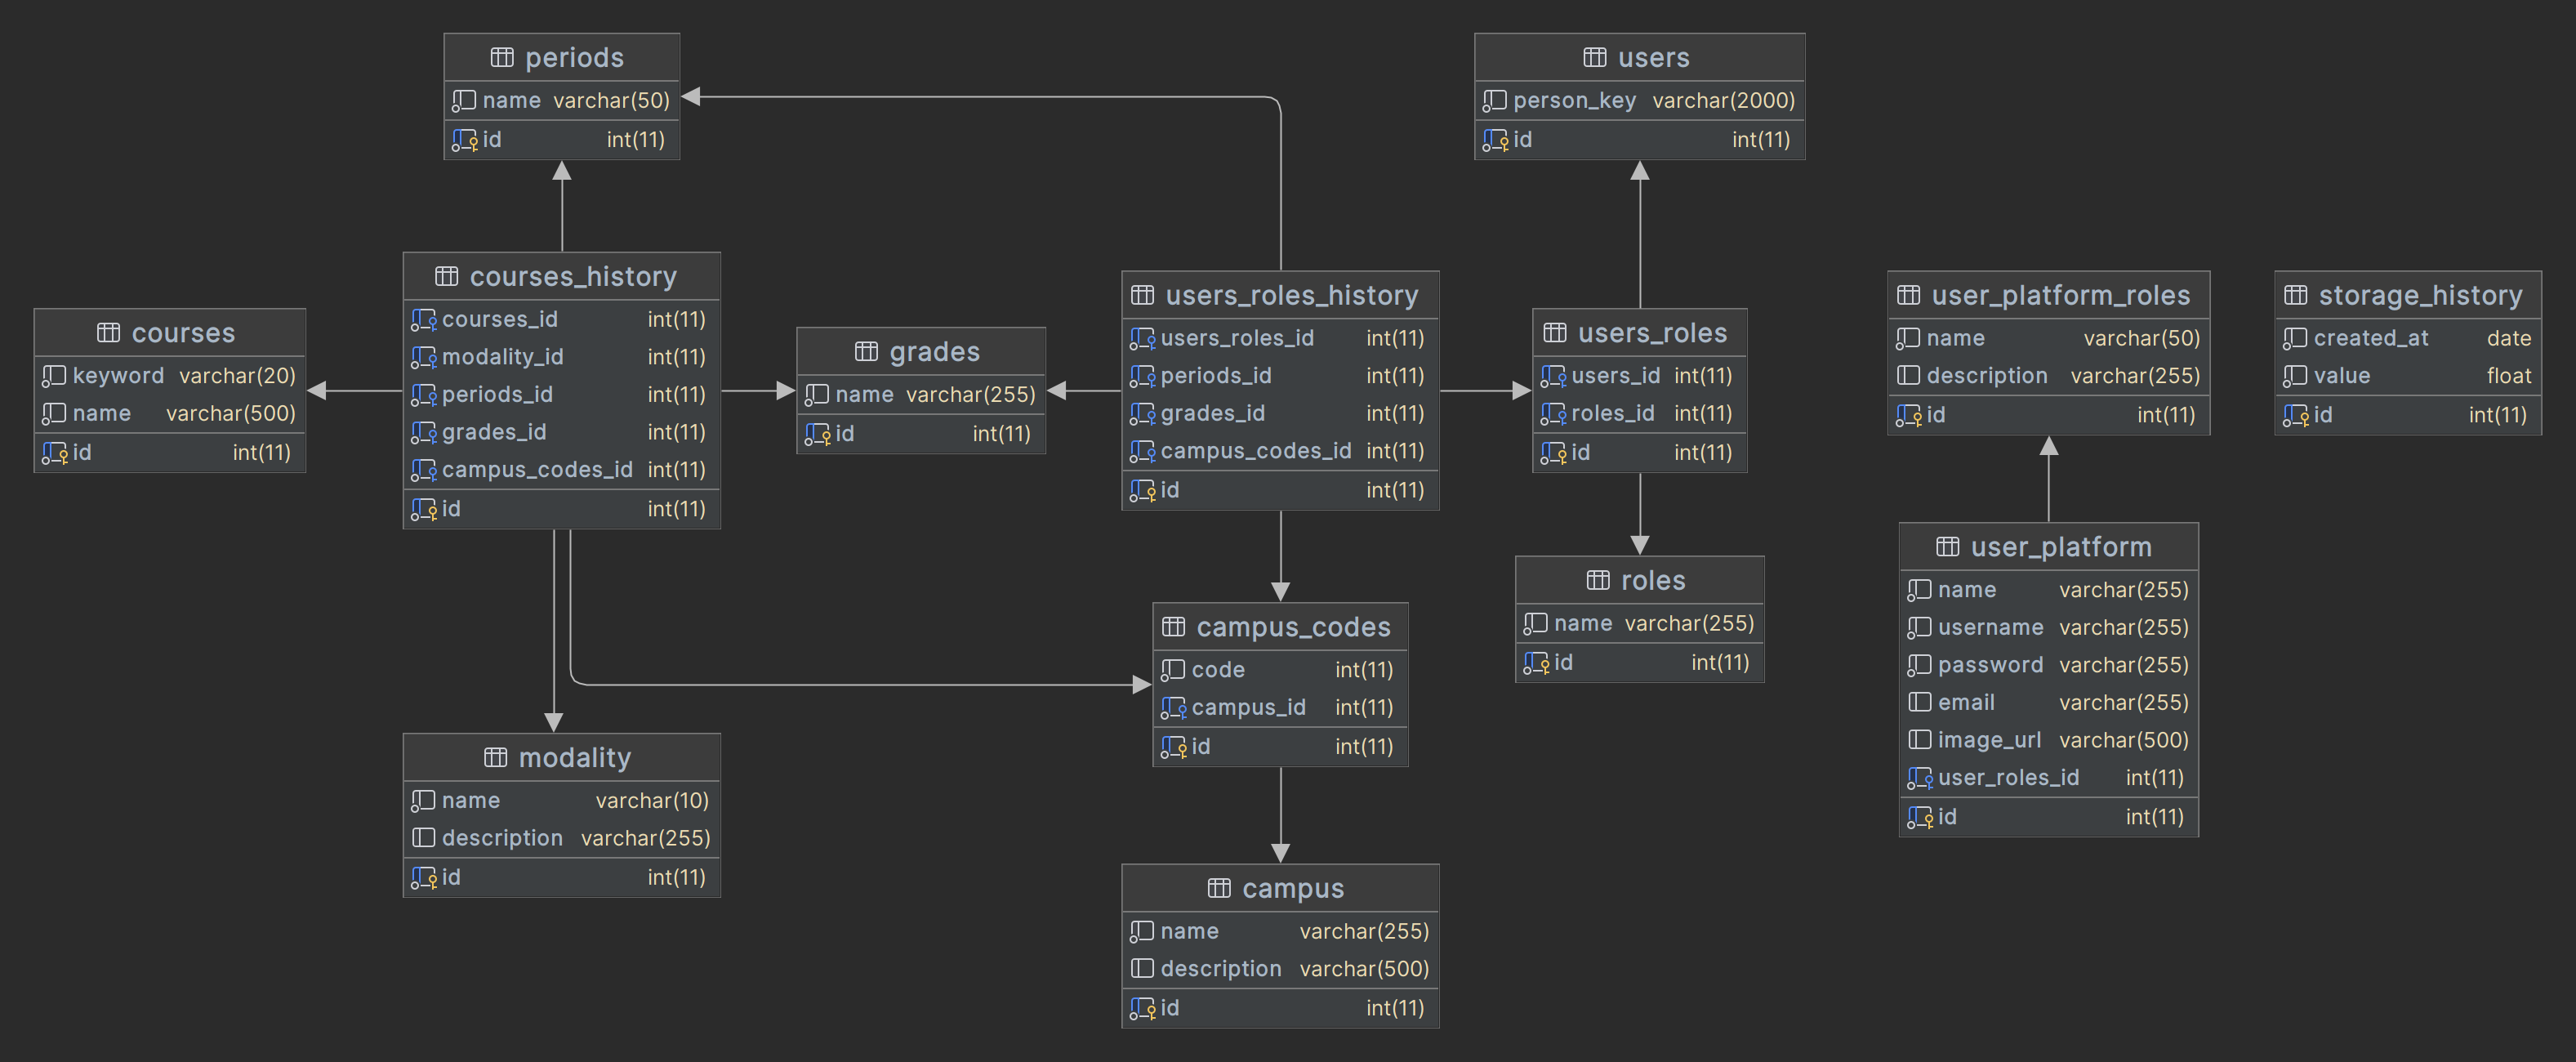 periods
name varchar(50)
id int(11)
users
person_key varchar(2000)
id int(11)
courses_history
courses_id int(11)
modality_id int(11)
periods_id int(11)
grades_id int(11)
campus_codes_id int(11)
id int(11)
courses
keyword varchar(20)
name varchar(500)
id int(11)
grades
name varchar(255)
id int(11)
users_roles_history
users_roles_id int(11)
periods_id int(11)
grades_id int(11)
campus_codes_id int(11)
id int(11)
users_roles
users_id int(11)
roles_id int(11)
id int(11)
user_platform_roles
name varchar(50)
description varchar(255)
id int(11)
storage_history
created_at date
value float
id int(11)
user_platform
name varchar(255)
username varchar(255)
password varchar(255)
email varchar(255)
image_url varchar(500)
user_roles_id int(11)
id int(11)
roles
name varchar(255)
id int(11)
campus_codes
code int(11)
campus_id int(11)
id int(11)
modality
name varchar(10)
description varchar(255)
id int(11)
campus
name varchar(255)
description varchar(500)
id int(11)